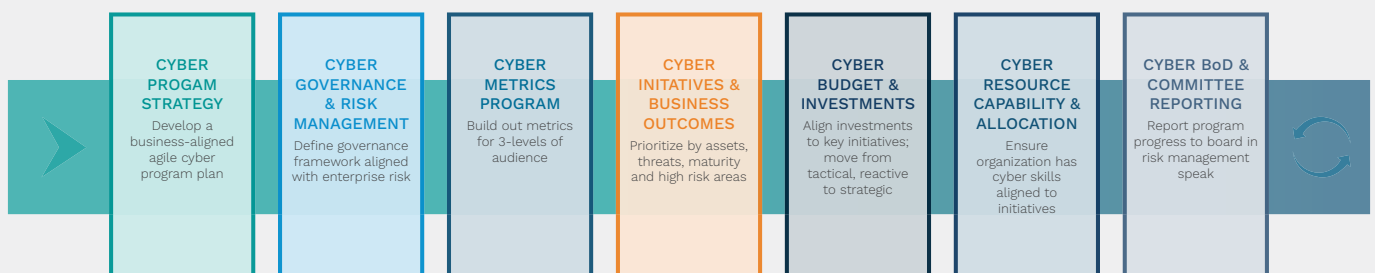 CYBER
PROGAM
STRATEGY
Develop a
business-aligned
agile cyber
program plan
CYBER
GOVERNANCE
& RISK
MANAGEMENT
Define governance
framework aligned
with enterprise risk
CYBER
METRICS
PROGRAM
Build out metrics
for 3-levels of
audience
CYBER
INITATIVES &
BUSINESS
OUTCOMES
Prioritize by assets,
threats, maturity
and high risk areas
CYBER
BUDGET &
INVESTMENTS
Align investments
to key initiatives;
move from
tactical, reactive
to strategic
CYBER
RESOURCE
CAPABILITY &
ALLOCATION
Ensure
organization has
cyber skills
aligned to
initiatives
CYBER BoD &
COMMITTEE
REPORTING
Report program
progress to board in
risk management
speak